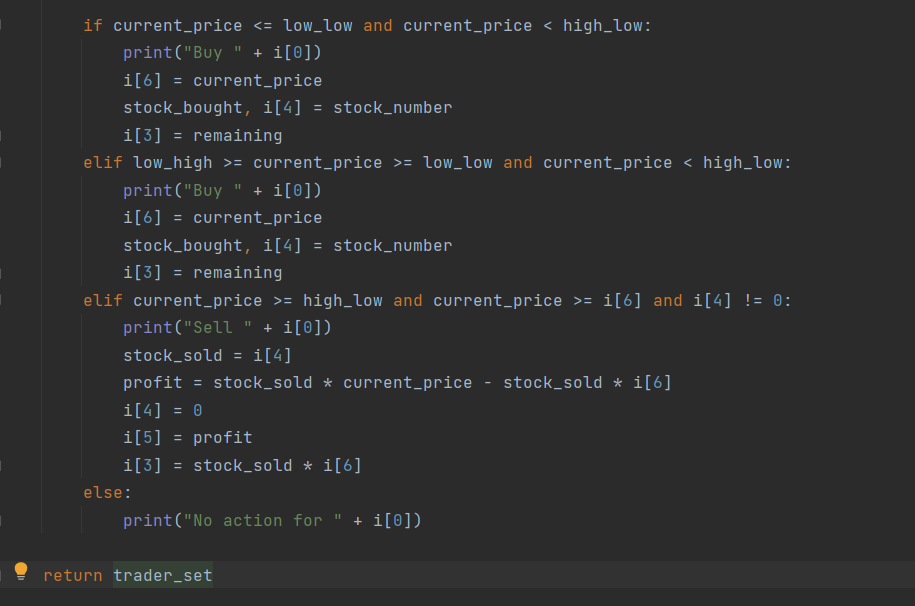 if current_price <= low_low and current_price < high_low:
print("Buy " + i[0])
i[6] = current_price
stock_bought, i[4] = stock_number
i[3] = remaining
elif low_high >= current_price >= low_low and current_price < high_low:
print("Buy " + i[0])
i[6] = current_price
stock_bought, i[4] = stock_number
i[3] = remaining
elif current_price >= high_low and current_price >= i[6] and i[4] != 0:
print("Sell " + i[0])
stock_sold = i[4]
profit = stock_sold * current_price - stock_sold * i[6]
i[4] = 0
i[5] = profit
i[3] = stock_sold * i[6]
else:
print("No action for " + i[0])
return trader_set